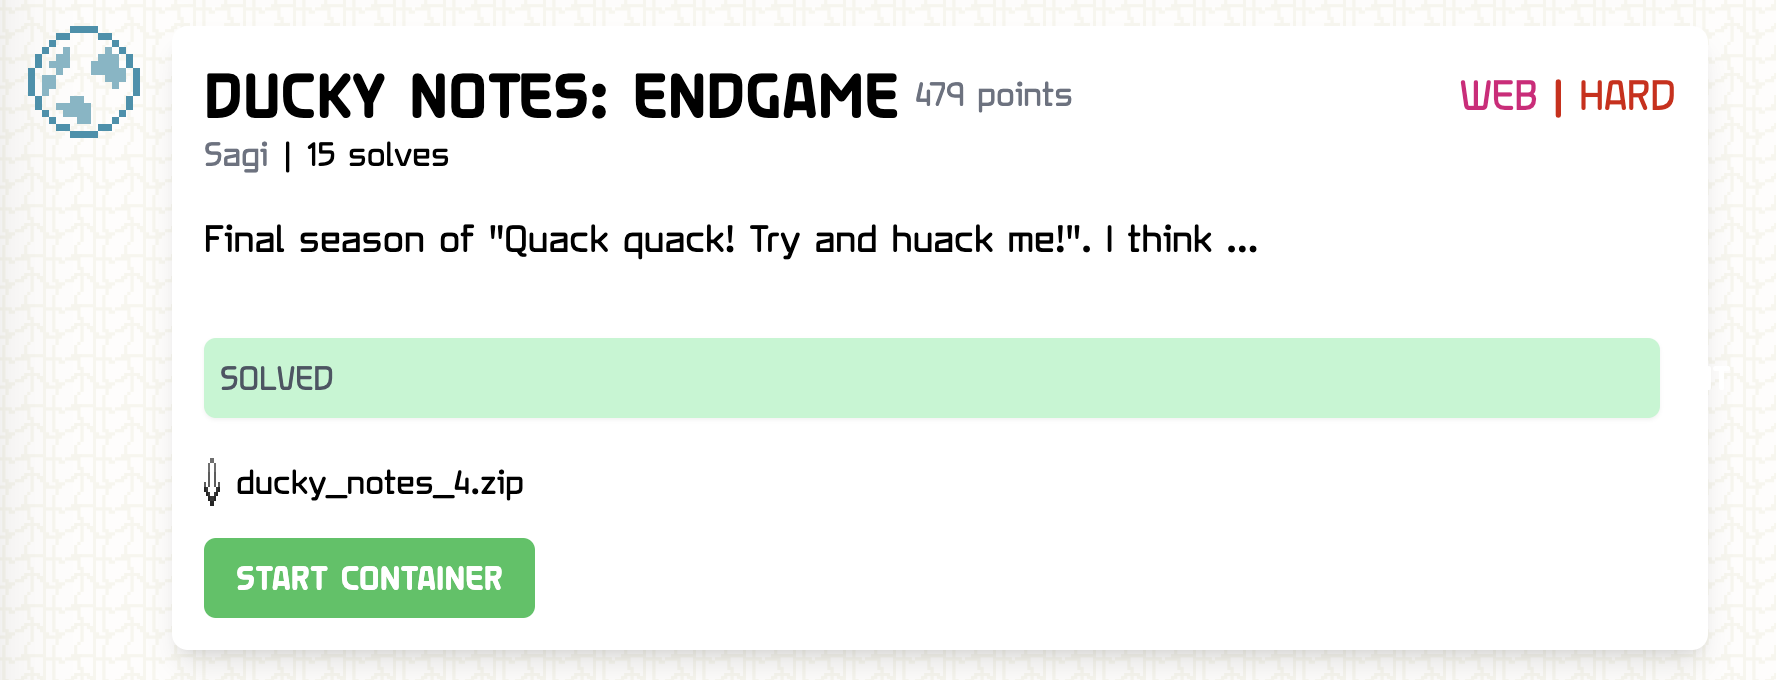 DUCKY NOTES: ENDGAME 479 points WEB | HARD
Sagi | 15 solves
Final season of "Quack quack! Try and huack me!". I think ...
SOLVED
ducky_notes_4.zip
START CONTAINER